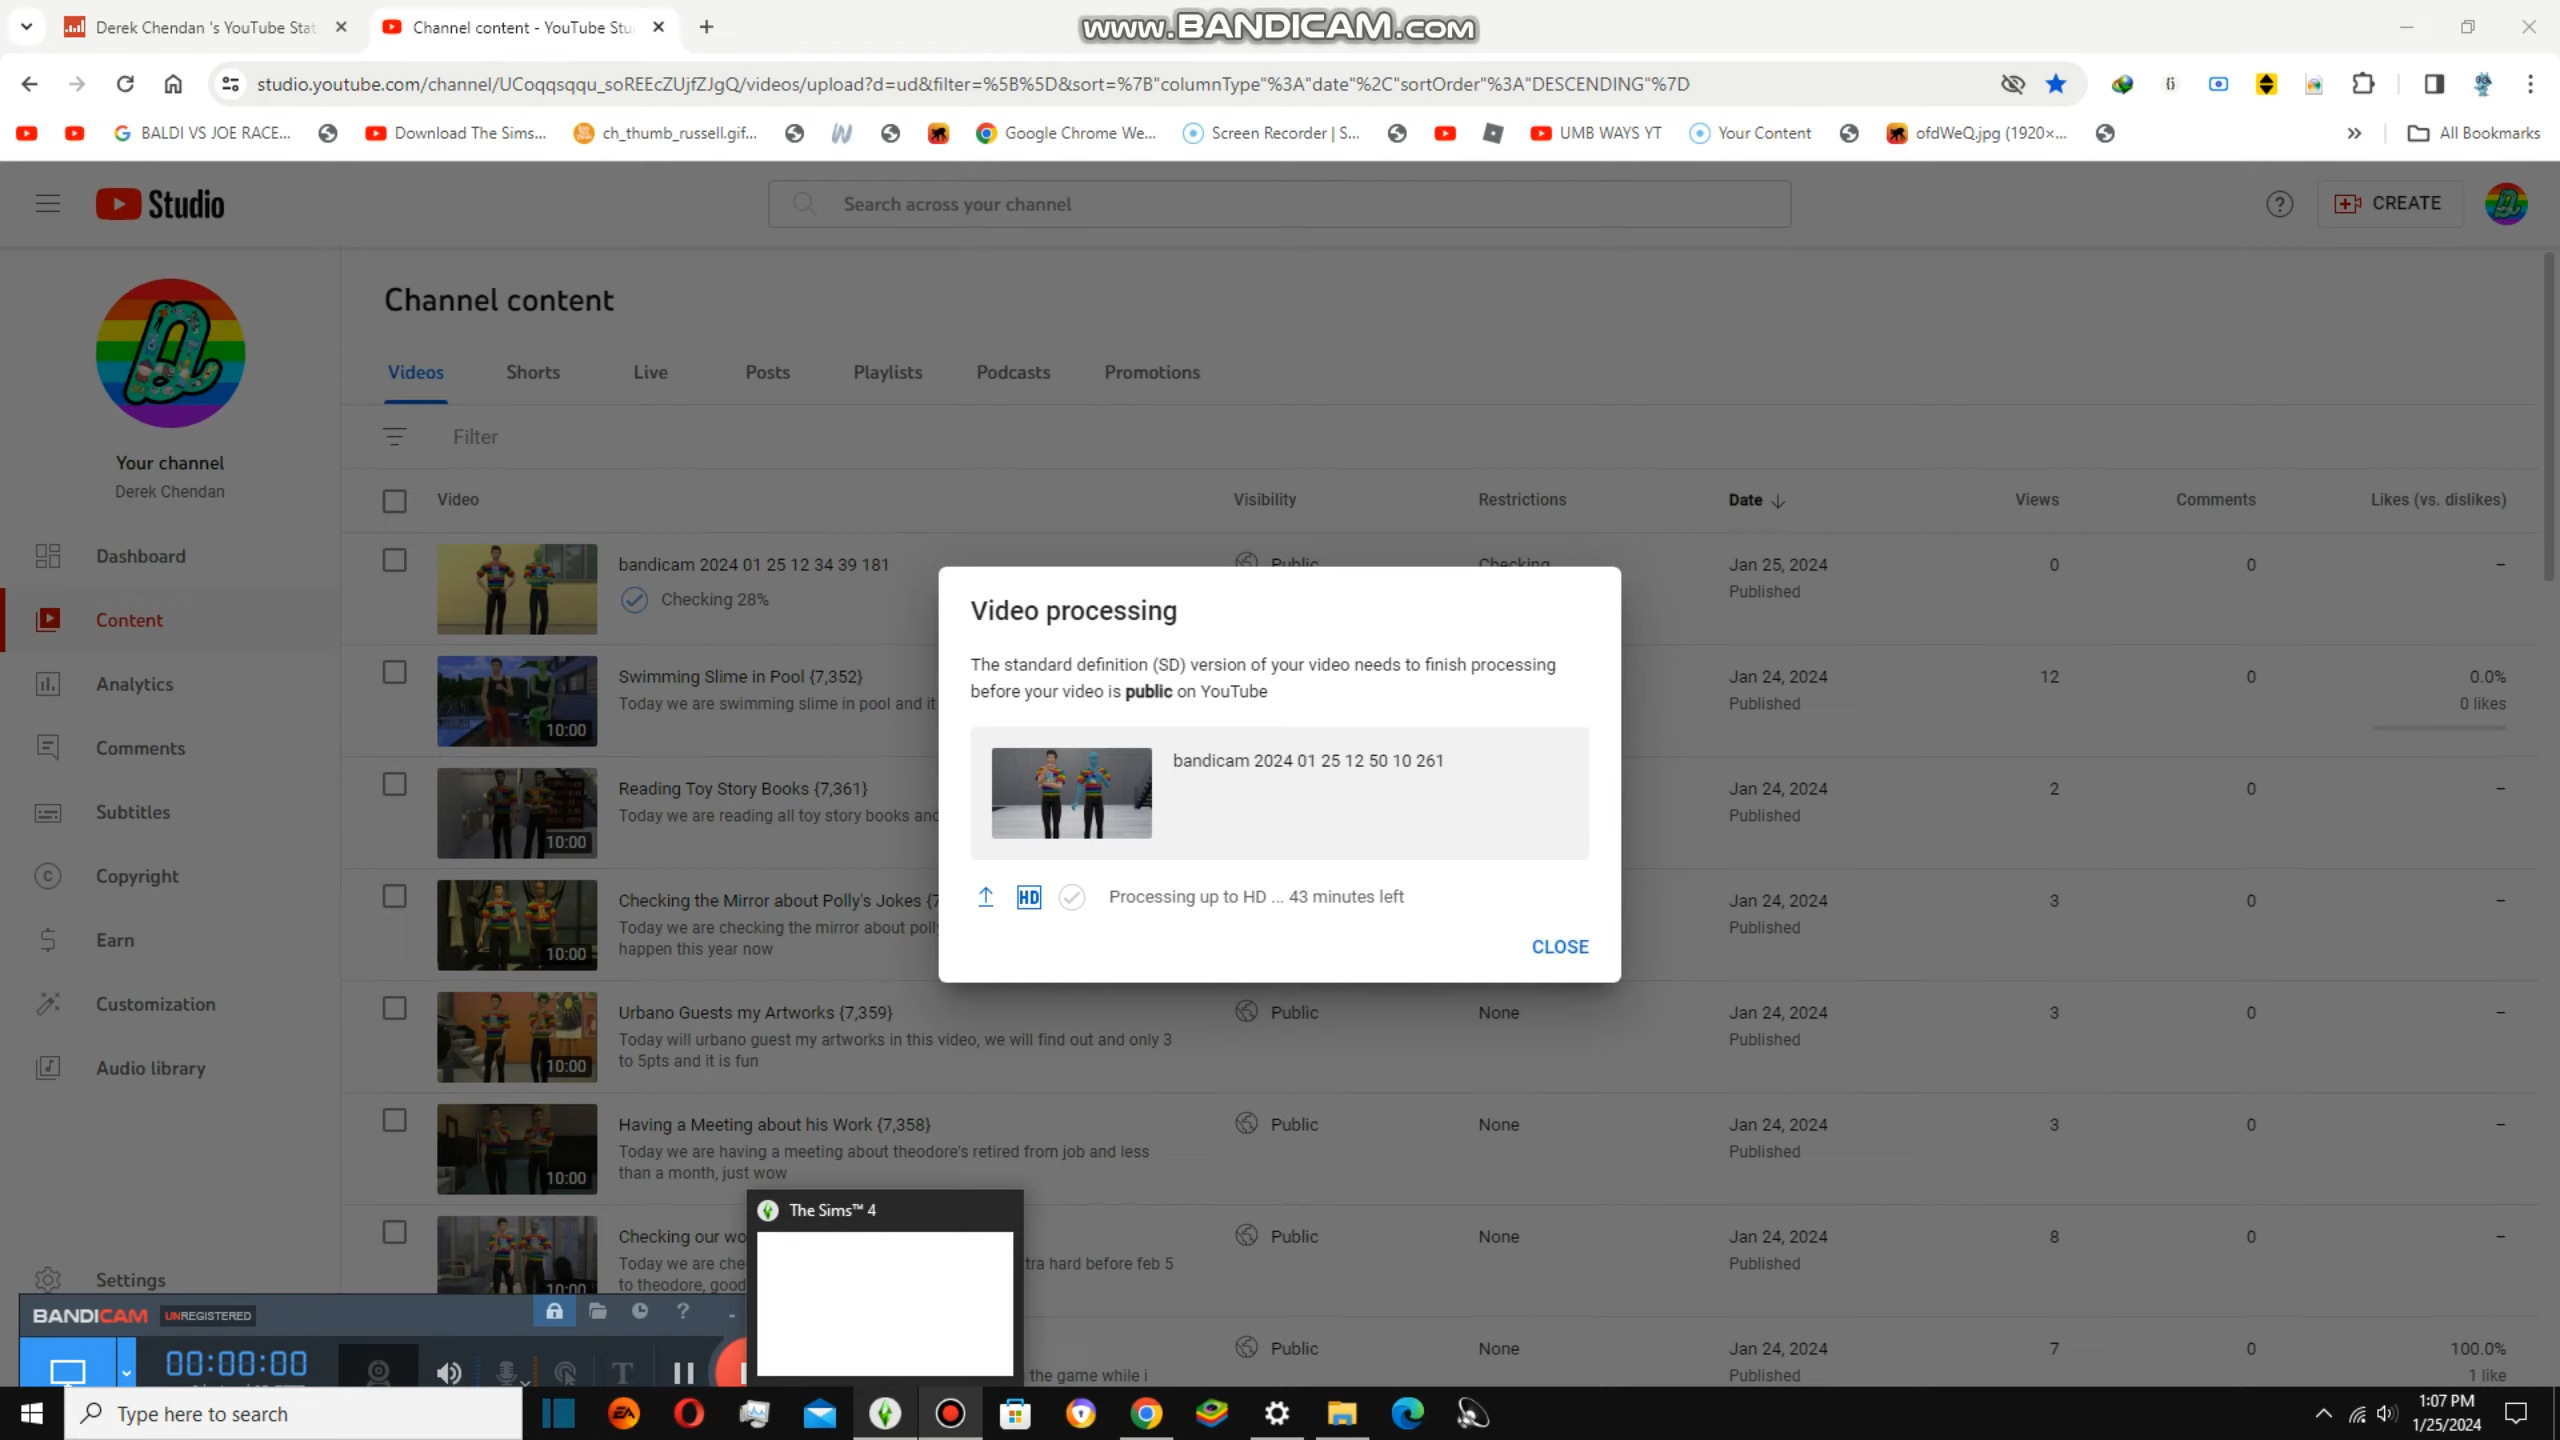 Derek Chendan 's YouTube Stat
Channel content - YouTube Stu
www.BANDICAM.com
studio.youtube.com/channel/UCoqqsqqu_soREEcZUjfZJgQ/videos/upload?d=ud&filter=%5B%5D&sort=%7B"columnType"%3A"date"%2C"sortOrder"%3A"DESCENDING"%7D
BALDI VS JOE RACE...
Download The Sims...
ch_thumb_russell.gif...
Google Chrome We...
Screen Recorder | S...
UMB WAYS YT
Your Content
ofdWeQ.jpg (1920×...
All Bookmarks
Studio
Search across your channel
CREATE
Channel content
Videos Shorts Live Posts Playlists Podcasts Promotions
Filter
Your channel
Derek Chendan
Dashboard
Content
Analytics
Comments
Subtitles
Copyright
Earn
Customization
Audio library
Settings
Video Visibility Restrictions Date Views Comments Likes (vs. dislikes)
bandicam 2024 01 25 12 34 39 181 Public Checking Jan 25, 2024 0 0 –
Checking 28% Published
Swimming Slime in Pool {7,352} Jan 24, 2024 12 0 0.0%
Today we are swimming slime in pool and it Published 0 likes
10:00
Reading Toy Story Books {7,361} Jan 24, 2024 2 0 –
Today we are reading all toy story books and Published
10:00
Checking the Mirror about Polly's Jokes {7 Jan 24, 2024 3 0 –
Today we are checking the mirror about poll Published
happen this year now
10:00
Urbano Guests my Artworks {7,359} Public None Jan 24, 2024 3 0 –
Today will urbano guest my artworks in this video, we will find out and only 3 Published
to 5pts and it is fun
10:00
Having a Meeting about his Work {7,358} Public None Jan 24, 2024 3 0 –
Today we are having a meeting about theodore's retired from job and less Published
than a month, just wow
10:00
Checking our wo Public None Jan 24, 2024 8 0 –
Today we are che tra hard before feb 5 Published
to theodore, good
10:00
Public None Jan 24, 2024 7 0 100.0%
the game while i Published 1 like
Video processing
The standard definition (SD) version of your video needs to finish processing
before your video is public on YouTube
bandicam 2024 01 25 12 50 10 261
HD Processing up to HD ... 43 minutes left
CLOSE
The Sims™ 4
BANDICAM UNREGISTERED
00:00:00
Type here to search
EA
1:07 PM
1/25/2024